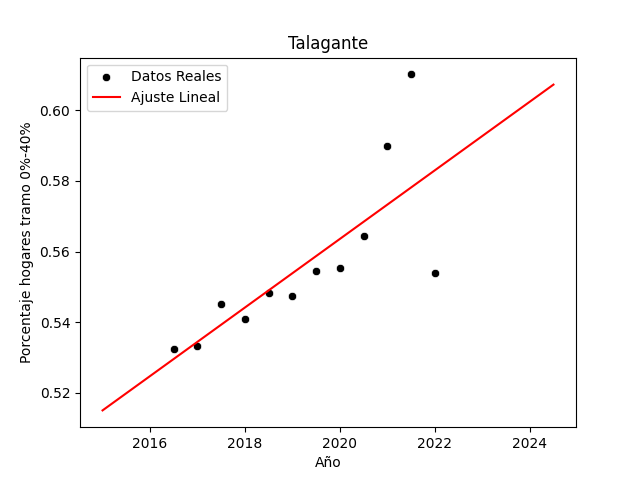 Talagante
Datos Reales
Ajuste Lineal
Porcentaje hogares tramo 0%-40%
0.60
0.58
0.56
0.54
0.52
2016 2018 2020 2022 2024
Año